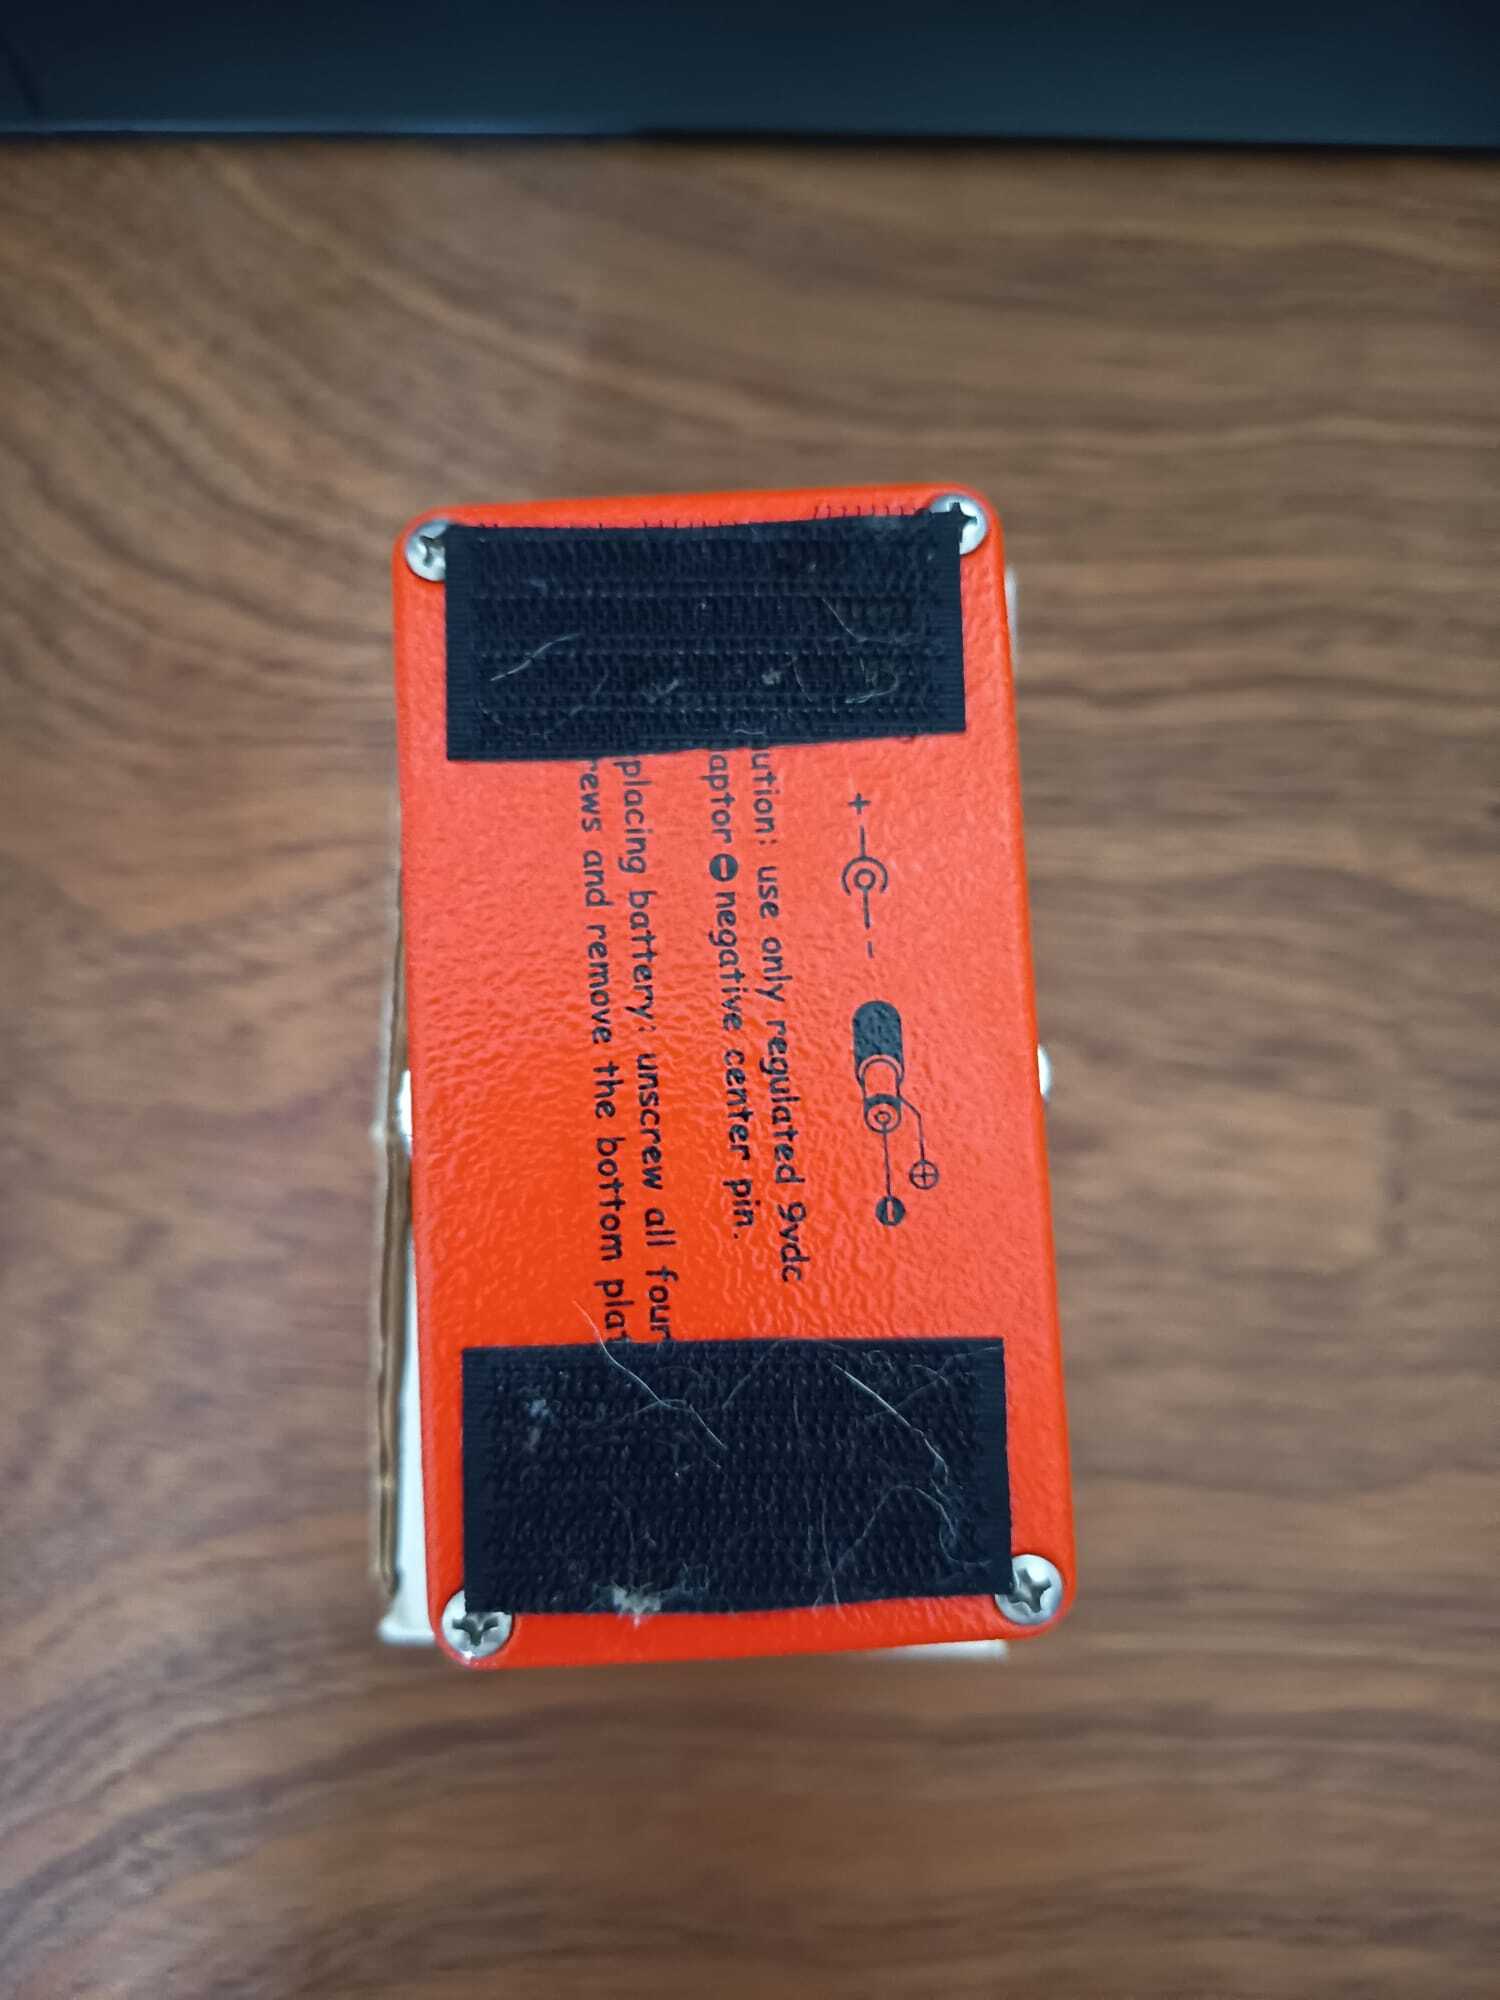 + -
ution: use only regulated 9vdc
aptor ⊖ negative center pin.
placing battery: unscrew all four
rews and remove the bottom plat